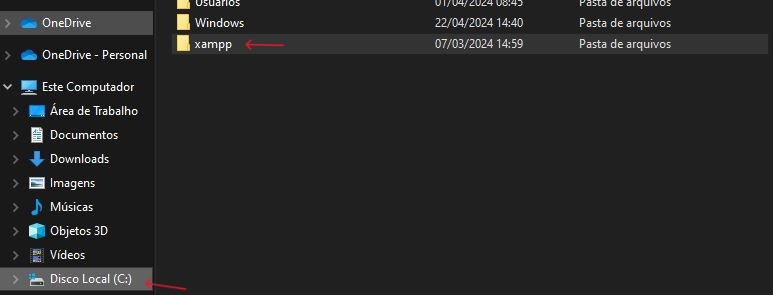 Usuários 01/04/2024 08:45 Pasta de arquivos
OneDrive
Windows 22/04/2024 14:40 Pasta de arquivos
xampp 07/03/2024 14:59 Pasta de arquivos
OneDrive - Personal
Este Computador
Área de Trabalho
Documentos
Downloads
Imagens
Músicas
Objetos 3D
Vídeos
Disco Local (C:)